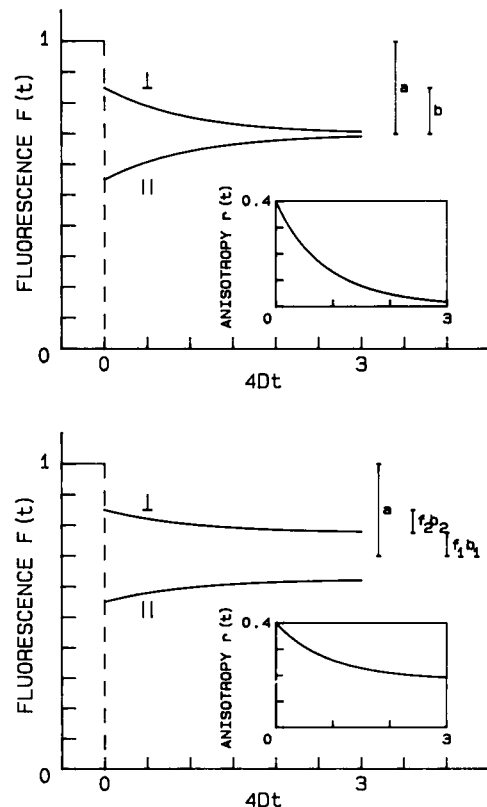 FLUORESCENCE F(t)
1
0
⊥
||
a
b
ANISOTROPY r(t)
0.4
0
3
0
3
4Dt
FLUORESCENCE F(t)
1
0
⊥
||
a
f₂b₂
f₁b₁
ANISOTROPY r(t)
0.4
0
3
0
3
4Dt